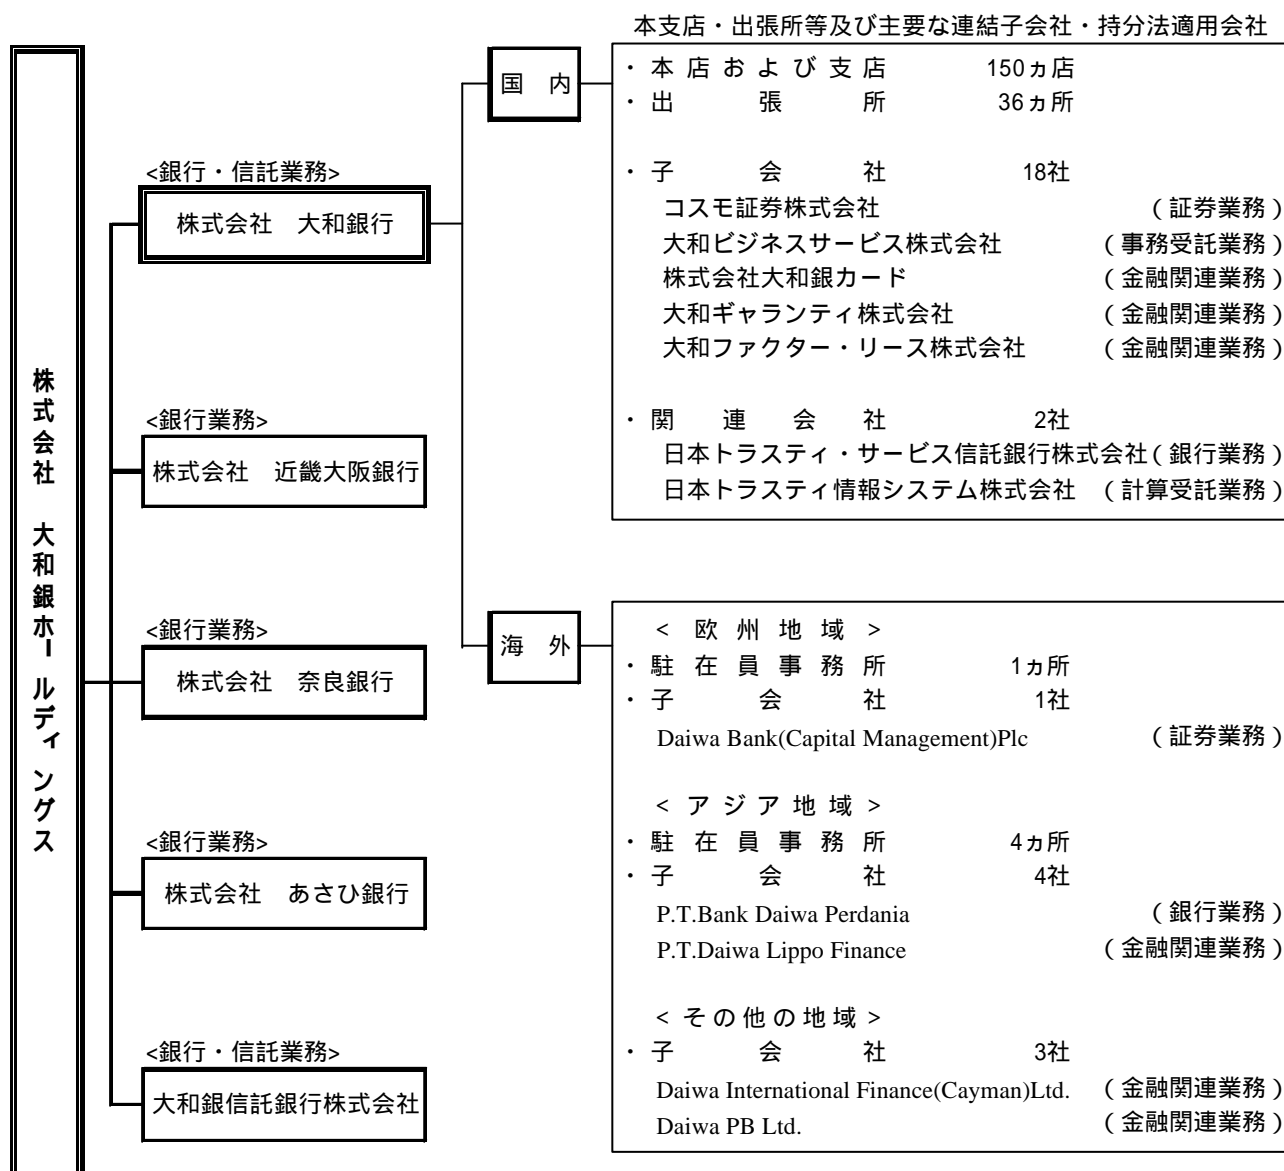 本支店・出張所等及び主要な連結子会社・持分法適用会社
株式会社　大和銀ホールディングス
<銀行・信託業務>
株式会社　大和銀行
<銀行業務>
株式会社　近畿大阪銀行
<銀行業務>
株式会社　奈良銀行
<銀行業務>
株式会社　あさひ銀行
<銀行・信託業務>
大和銀信託銀行株式会社
国　内
・本店および支店　150ヵ店
・出張所　36ヵ所
・子会社　18社
コスモ証券株式会社　(証券業務)
大和ビジネスサービス株式会社　(事務受託業務)
株式会社大和銀カード　(金融関連業務)
大和ギャランティ株式会社　(金融関連業務)
大和ファクター・リース株式会社　(金融関連業務)
・関連会社　2社
日本トラスティ・サービス信託銀行株式会社(銀行業務)
日本トラスティ情報システム株式会社　(計算受託業務)
海　外
<欧州地域>
・駐在員事務所　1ヵ所
・子会社　1社
Daiwa Bank(Capital Management)Plc　(証券業務)
<アジア地域>
・駐在員事務所　4ヵ所
・子会社　4社
P.T.Bank Daiwa Perdania　(銀行業務)
P.T.Daiwa Lippo Finance　(金融関連業務)
<その他の地域>
・子会社　3社
Daiwa International Finance(Cayman)Ltd.　(金融関連業務)
Daiwa PB Ltd.　(金融関連業務)